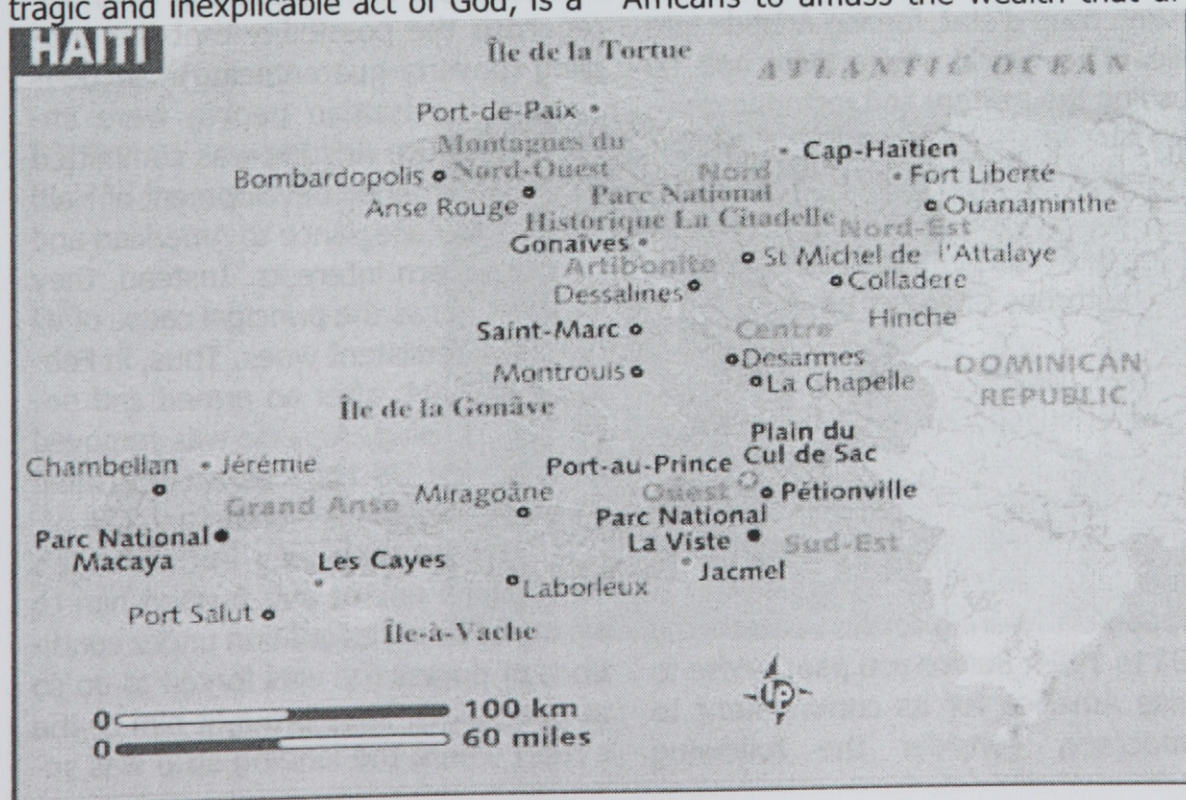 tragic and inexplicable act of God, is a
Africans to amass the wealth that
HAITI
Île de la Tortue
ATLANTIC OCEAN
Port-de-Paix
Montagnes du
Nord-Ouest
Cap-Haïtien
Bombardopolis
Nord
Fort Liberté
Anse Rouge
Parc National
Historique La Citadelle
Ouanaminthe
Nord-Est
Gonaïves
St Michel de l'Attalaye
Artibonite
Colladere
Dessalines
Hinche
Saint-Marc
Centre
Desarmes
DOMINICAN
REPUBLIC
Montrouis
La Chapelle
Île de la Gonâve
Plain du
Cul de Sac
Chambellan
Jérémie
Port-au-Prince
Miragoâne
Ouest
Pétionville
Grand Anse
Parc National
La Viste
Parc National
Macaya
Sud-Est
Les Cayes
Jacmel
Laborleux
Port Salut
Île-à-Vache
0 100 km
0 60 miles
LP